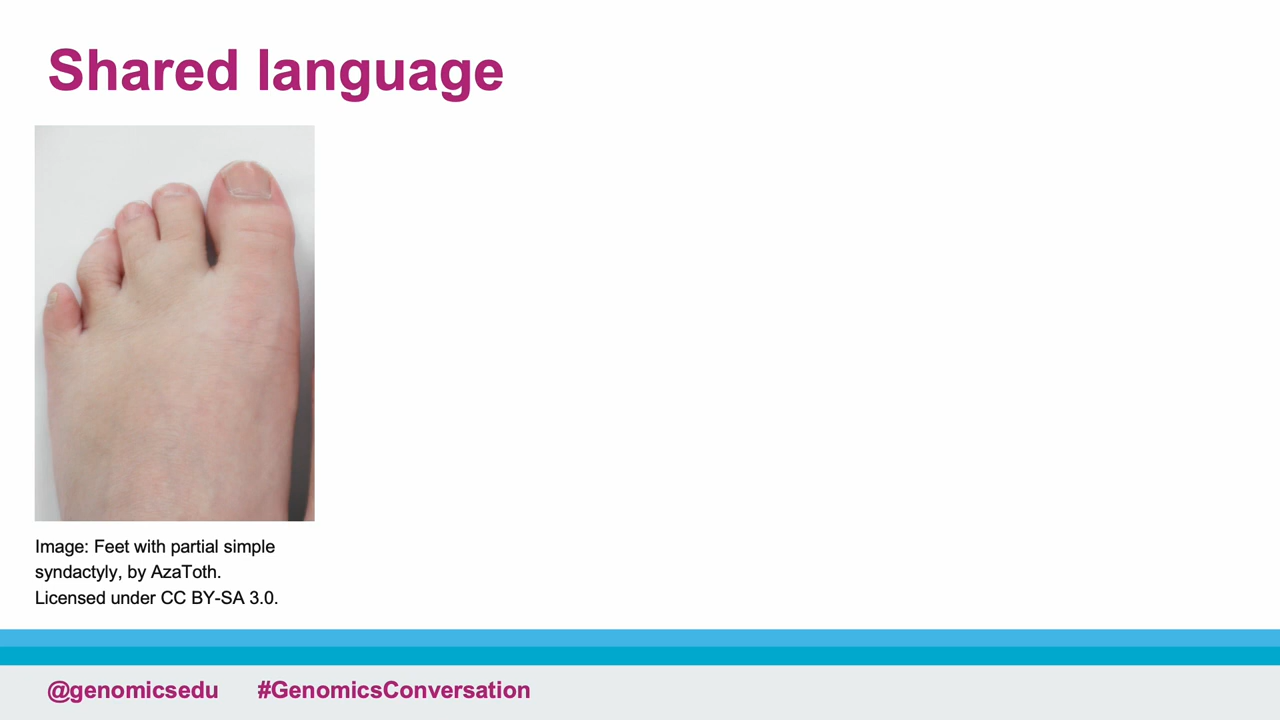 Shared language
Image: Feet with partial simple
syndactyly, by AzaToth.
Licensed under CC BY-SA 3.0.
@genomicsedu #GenomicsConversation